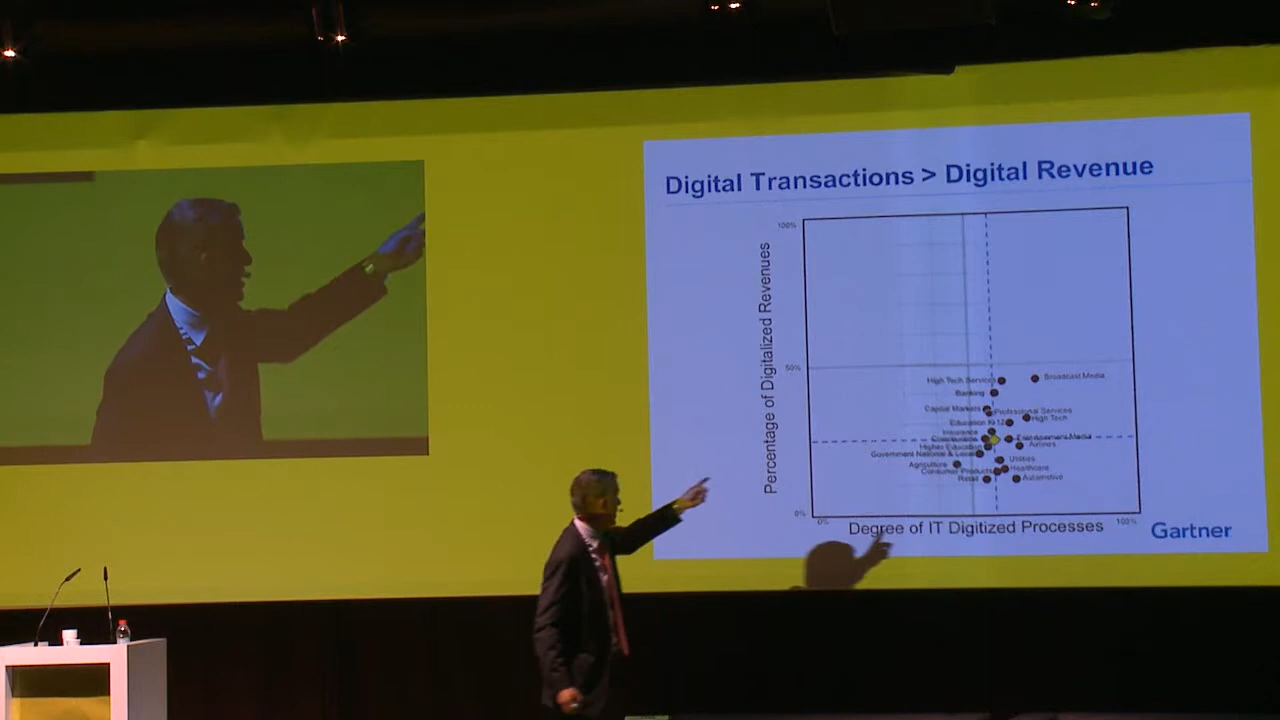 Digital Transactions > Digital Revenue
100%
50%
0%
Percentage of Digitalized Revenues
High Tech Services
Broadcast Media
Banking
Capital Markets
Professional Services
High Tech
Education K-12
Insurance
Entertainment Media
Airlines
Higher Education
Government National & Local
Utilities
Agriculture
Healthcare
Consumer Products
Retail
Automotive
0%
100%
Degree of IT Digitized Processes
Gartner